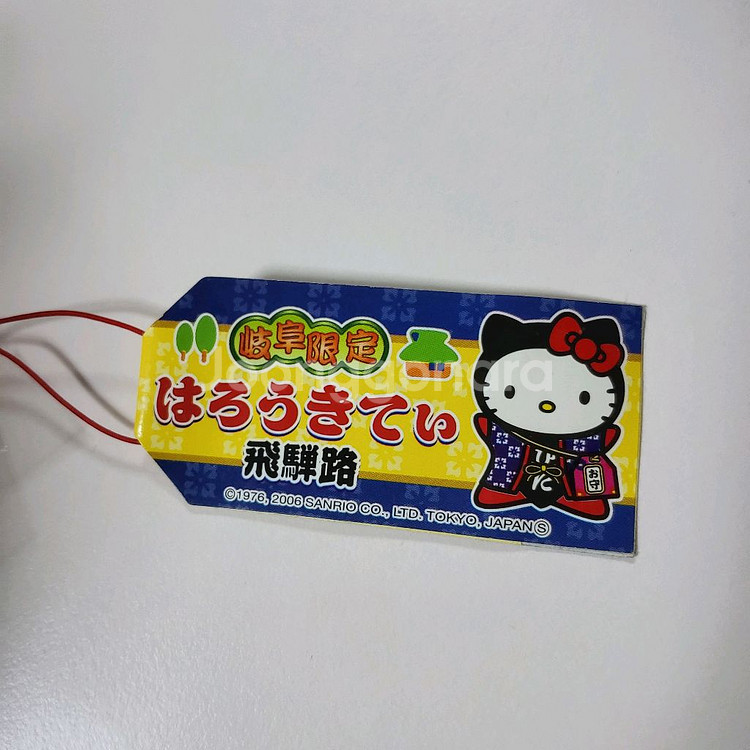 岐阜限定
はろうきてぃ
飛騨路
©1976, 2006 SANRIO CO., LTD. TOKYO, JAPAN Ⓢ
お守